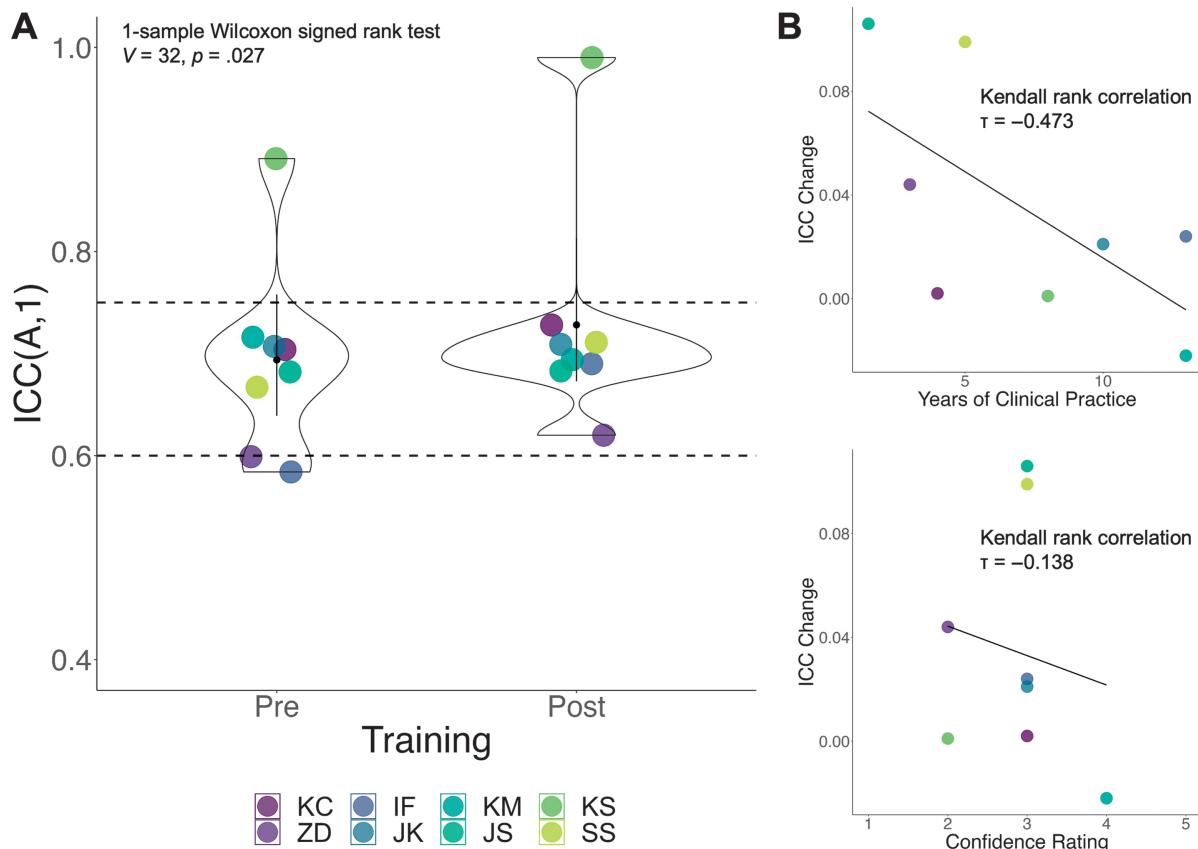 A
1-sample Wilcoxon signed rank test
V = 32, p = .027
ICC(A,1)
1.0
0.8
0.6
0.4
Pre
Post
Training
KC
IF
KM
KS
ZD
JK
JS
SS
B
Kendall rank correlation
τ = −0.473
ICC Change
0.08
0.04
0.00
5
10
Years of Clinical Practice
Kendall rank correlation
τ = −0.138
ICC Change
0.08
0.04
0.00
1
2
3
4
5
Confidence Rating